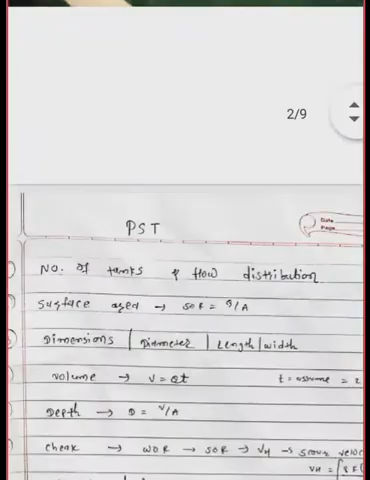 2/9
Date
Page
PST
No. of tanks & flow distribution
Surface area → SOR = Q/A
Dimensions | Diameter | Length/width
Volume → V = Qt t = assume = 2
Depth → D = V/A
Check → WOR → SOR → VH → Scour veloc
VH =